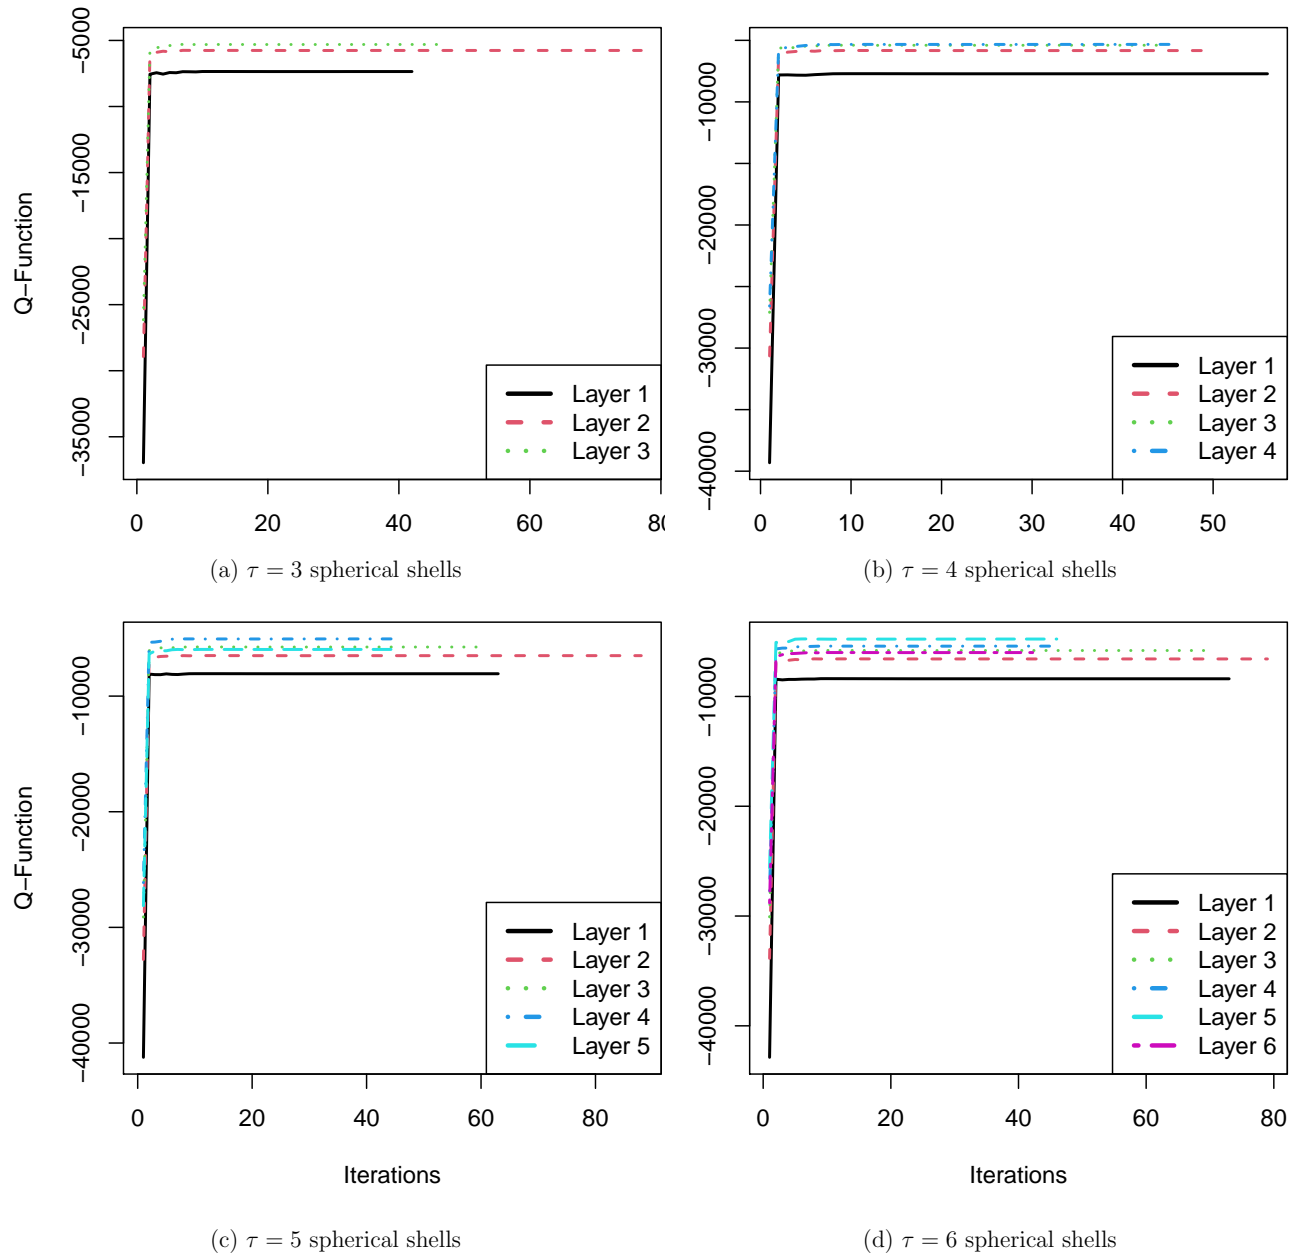 Q−Function
−5000
−15000
−25000
−35000
0
20
40
60
80
Layer 1
Layer 2
Layer 3
(a) τ = 3 spherical shells
−10000
−20000
−30000
−40000
0
10
20
30
40
50
Layer 1
Layer 2
Layer 3
Layer 4
(b) τ = 4 spherical shells
Q−Function
−10000
−20000
−30000
−40000
0
20
40
60
80
Layer 1
Layer 2
Layer 3
Layer 4
Layer 5
Iterations
(c) τ = 5 spherical shells
−10000
−20000
−30000
−40000
0
20
40
60
80
Layer 1
Layer 2
Layer 3
Layer 4
Layer 5
Layer 6
Iterations
(d) τ = 6 spherical shells